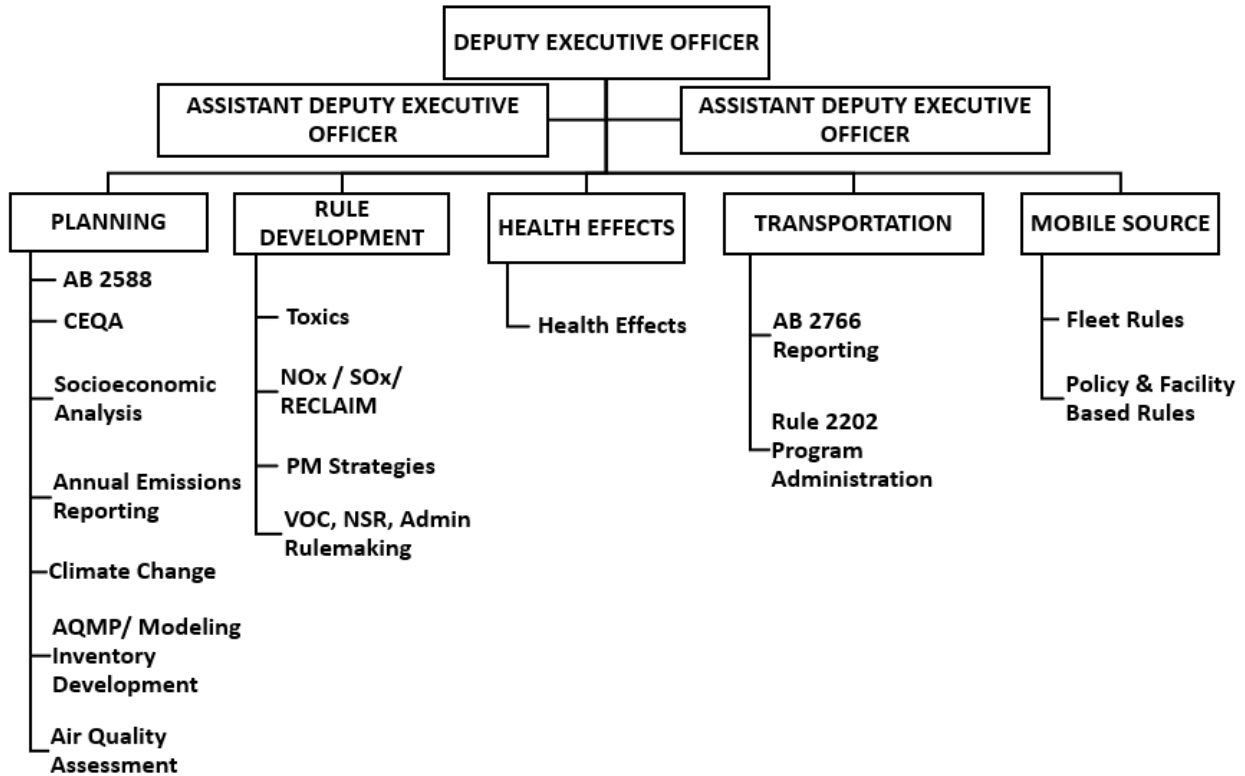 DEPUTY EXECUTIVE OFFICER
ASSISTANT DEPUTY EXECUTIVE
OFFICER
ASSISTANT DEPUTY EXECUTIVE
OFFICER
PLANNING
AB 2588
CEQA
Socioeconomic
Analysis
Annual Emissions
Reporting
Climate Change
AQMP/ Modeling
Inventory
Development
Air Quality
Assessment
RULE
DEVELOPMENT
Toxics
NOx / SOx/
RECLAIM
PM Strategies
VOC, NSR, Admin
Rulemaking
HEALTH EFFECTS
Health Effects
TRANSPORTATION
AB 2766
Reporting
Rule 2202
Program
Administration
MOBILE SOURCE
Fleet Rules
Policy & Facility
Based Rules